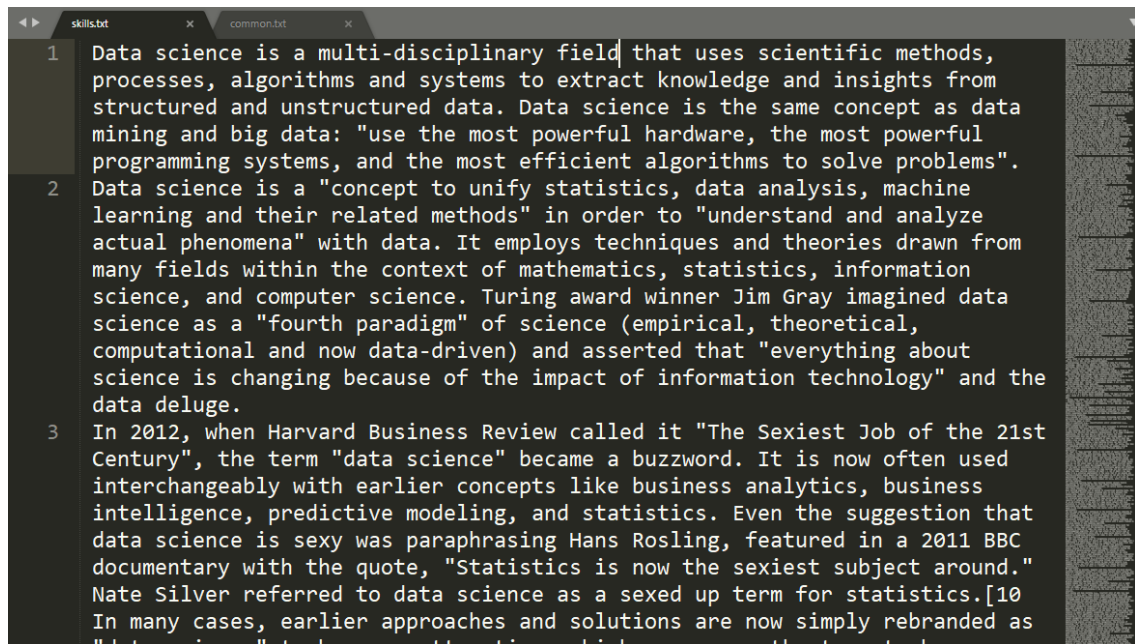 skills.txt × common.txt ×
1 Data science is a multi-disciplinary field that uses scientific methods,
processes, algorithms and systems to extract knowledge and insights from
structured and unstructured data. Data science is the same concept as data
mining and big data: "use the most powerful hardware, the most powerful
programming systems, and the most efficient algorithms to solve problems".
2 Data science is a "concept to unify statistics, data analysis, machine
learning and their related methods" in order to "understand and analyze
actual phenomena" with data. It employs techniques and theories drawn from
many fields within the context of mathematics, statistics, information
science, and computer science. Turing award winner Jim Gray imagined data
science as a "fourth paradigm" of science (empirical, theoretical,
computational and now data-driven) and asserted that "everything about
science is changing because of the impact of information technology" and the
data deluge.
3 In 2012, when Harvard Business Review called it "The Sexiest Job of the 21st
Century", the term "data science" became a buzzword. It is now often used
interchangeably with earlier concepts like business analytics, business
intelligence, predictive modeling, and statistics. Even the suggestion that
data science is sexy was paraphrasing Hans Rosling, featured in a 2011 BBC
documentary with the quote, "Statistics is now the sexiest subject around."
Nate Silver referred to data science as a sexed up term for statistics.[10
In many cases, earlier approaches and solutions are now simply rebranded as